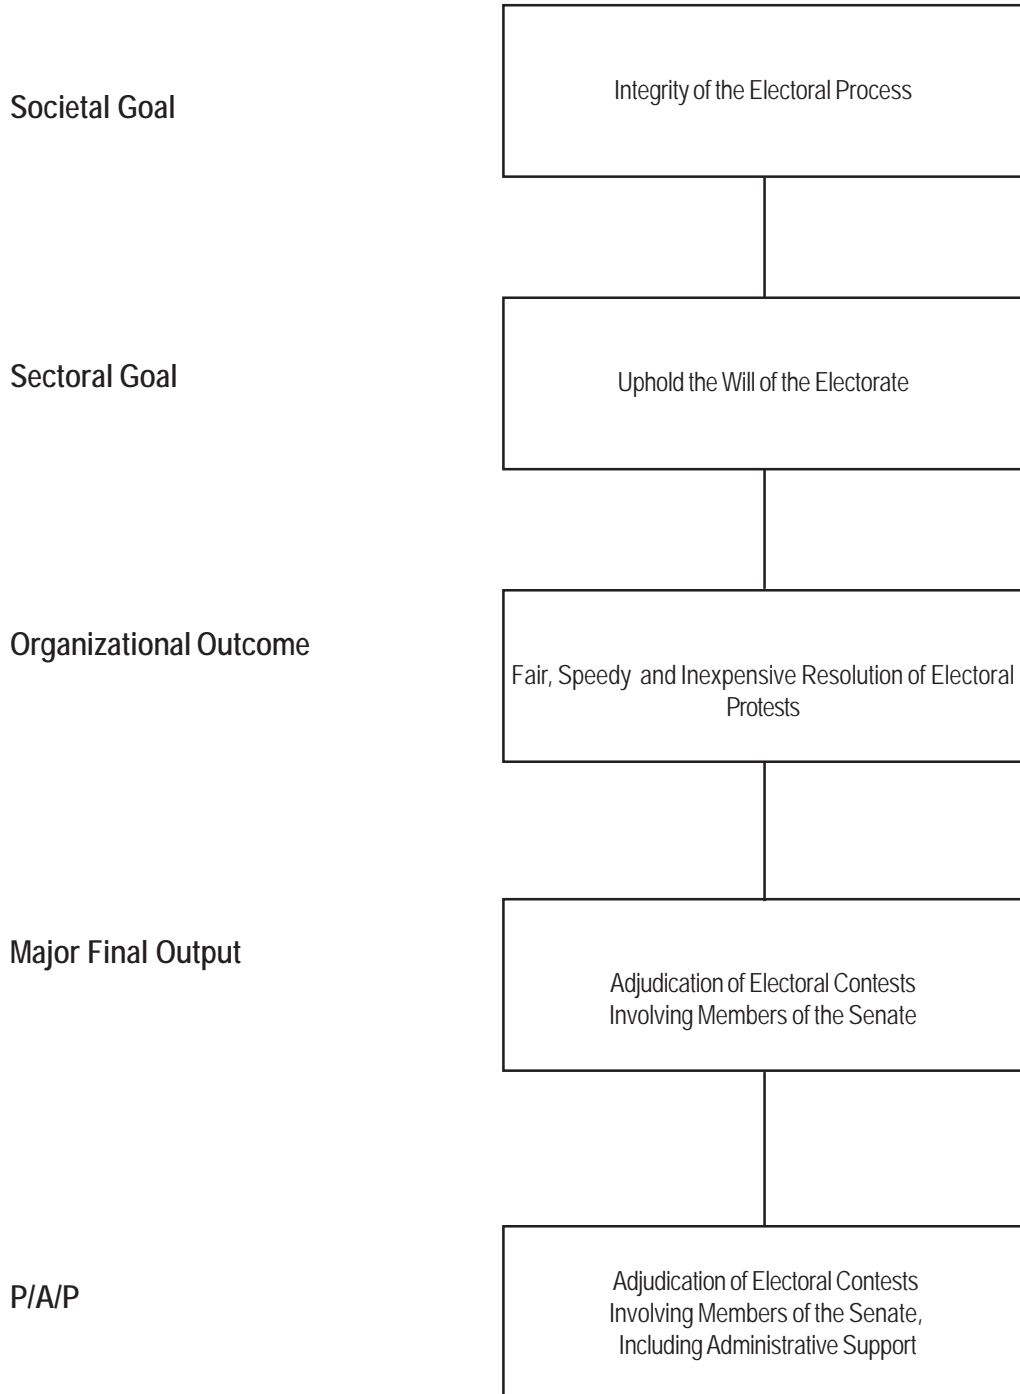 Societal Goal
Integrity of the Electoral Process
Sectoral Goal
Uphold the Will of the Electorate
Organizational Outcome
Fair, Speedy and Inexpensive Resolution of Electoral
Protests
Major Final Output
Adjudication of Electoral Contests
Involving Members of the Senate
P/A/P
Adjudication of Electoral Contests
Involving Members of the Senate,
Including Administrative Support